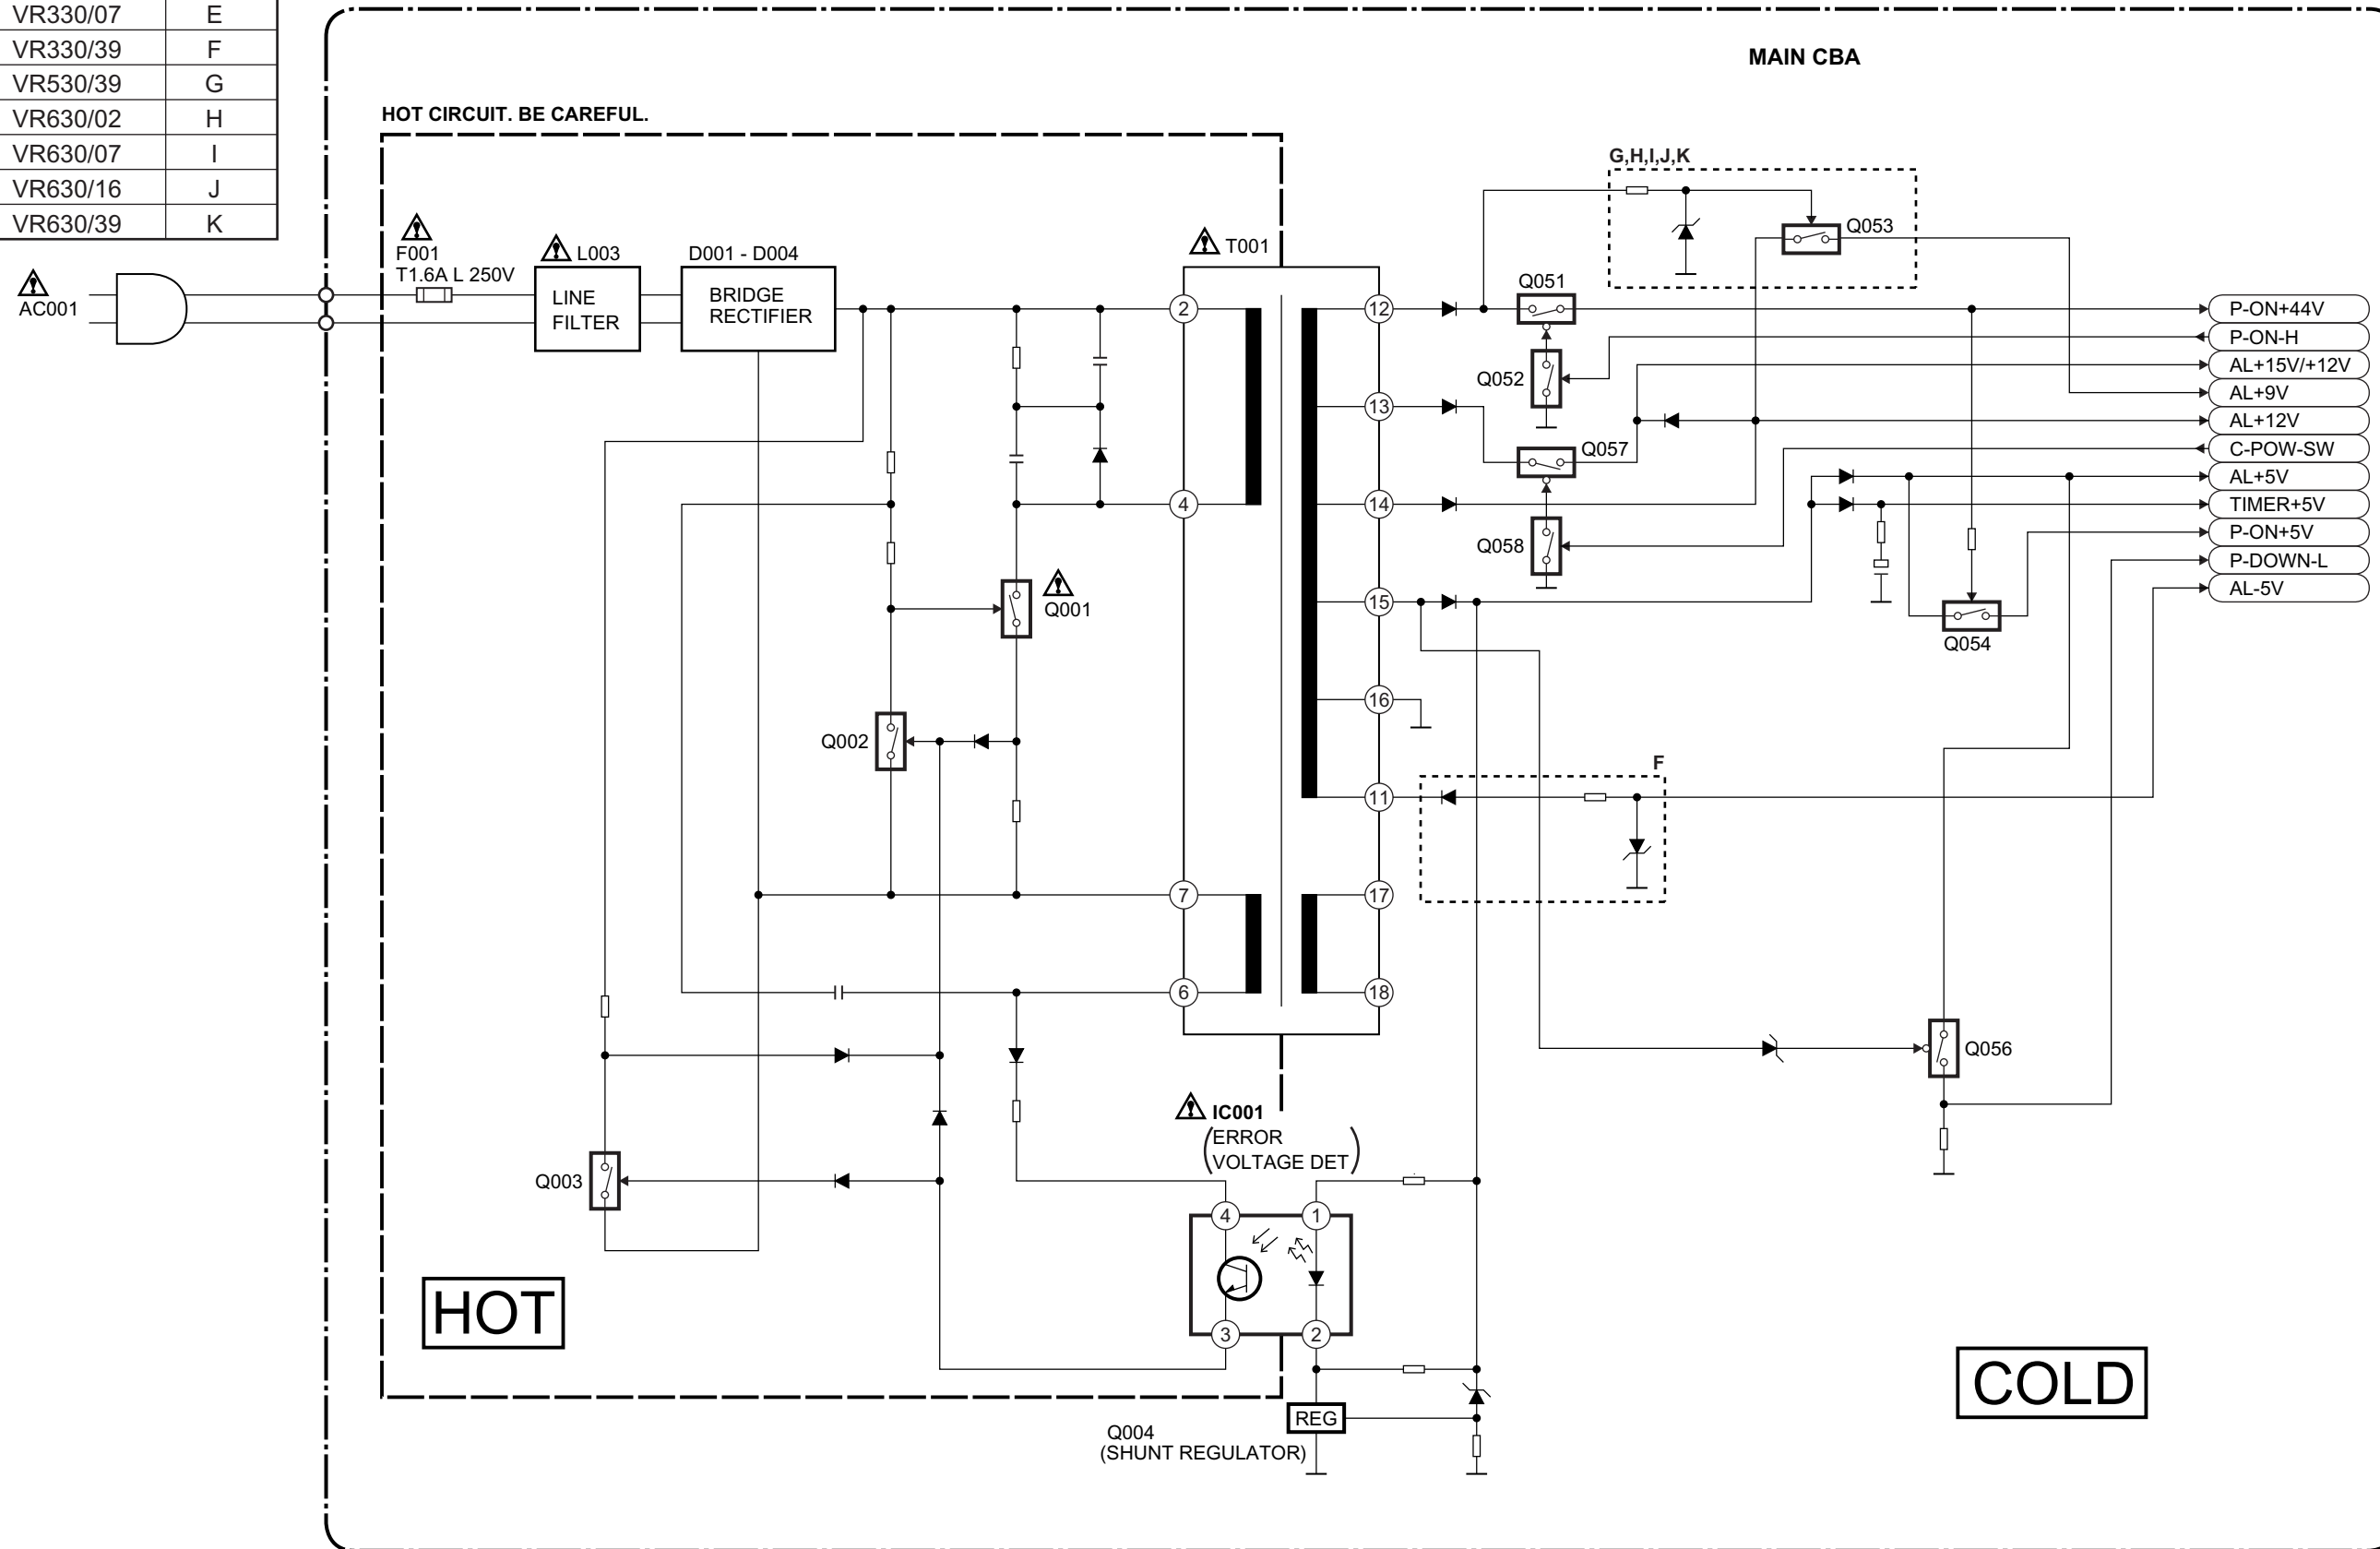 VR330/07 E
VR330/39 F
VR530/39 G
VR630/02 H
VR630/07 I
VR630/16 J
VR630/39 K
MAIN CBA
HOT CIRCUIT. BE CAREFUL.
G,H,I,J,K
AC001
F001
T1.6A L 250V
L003
LINE
FILTER
D001 - D004
BRIDGE
RECTIFIER
T001
2
4
7
6
12
13
14
15
16
11
17
18
Q053
Q051
Q052
Q057
Q058
Q054
Q056
F
Q001
Q002
Q003
P-ON+44V
P-ON-H
AL+15V/+12V
AL+9V
AL+12V
C-POW-SW
AL+5V
TIMER+5V
P-ON+5V
P-DOWN-L
AL-5V
IC001
ERROR
VOLTAGE DET
4
1
3
2
REG
Q004
(SHUNT REGULATOR)
HOT
COLD